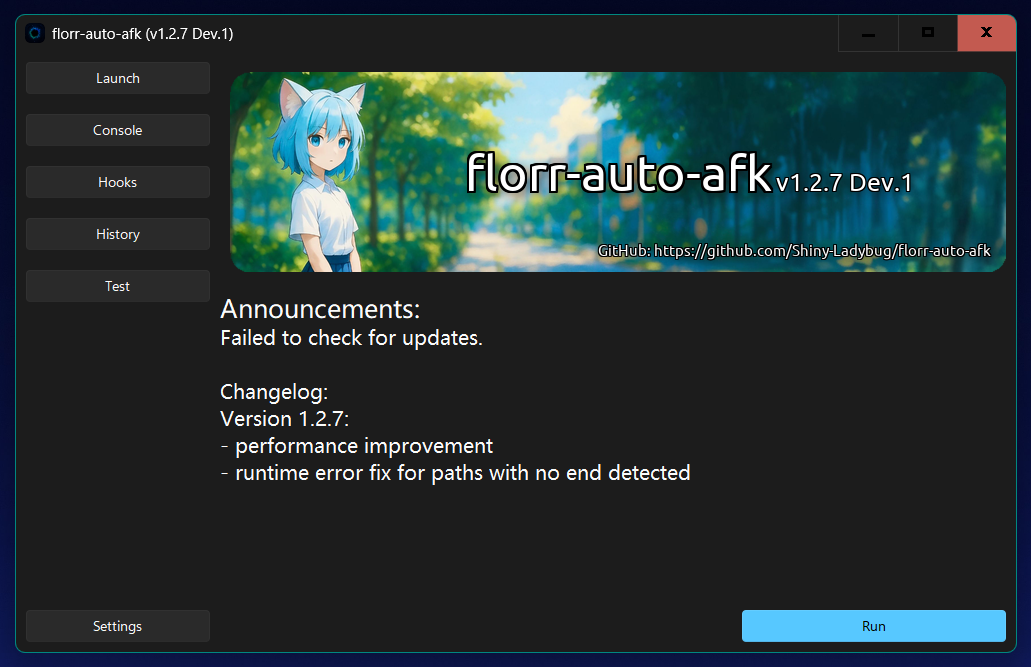 florr-auto-afk (v1.2.7 Dev.1)
X
Launch
Console
Hooks
History
Test
florr-auto-afk v1.2.7 Dev.1
GitHub: https://github.com/Shiny-Ladybug/florr-auto-afk
Announcements:
Failed to check for updates.
Changelog:
Version 1.2.7:
- performance improvement
- runtime error fix for paths with no end detected
Settings
Run